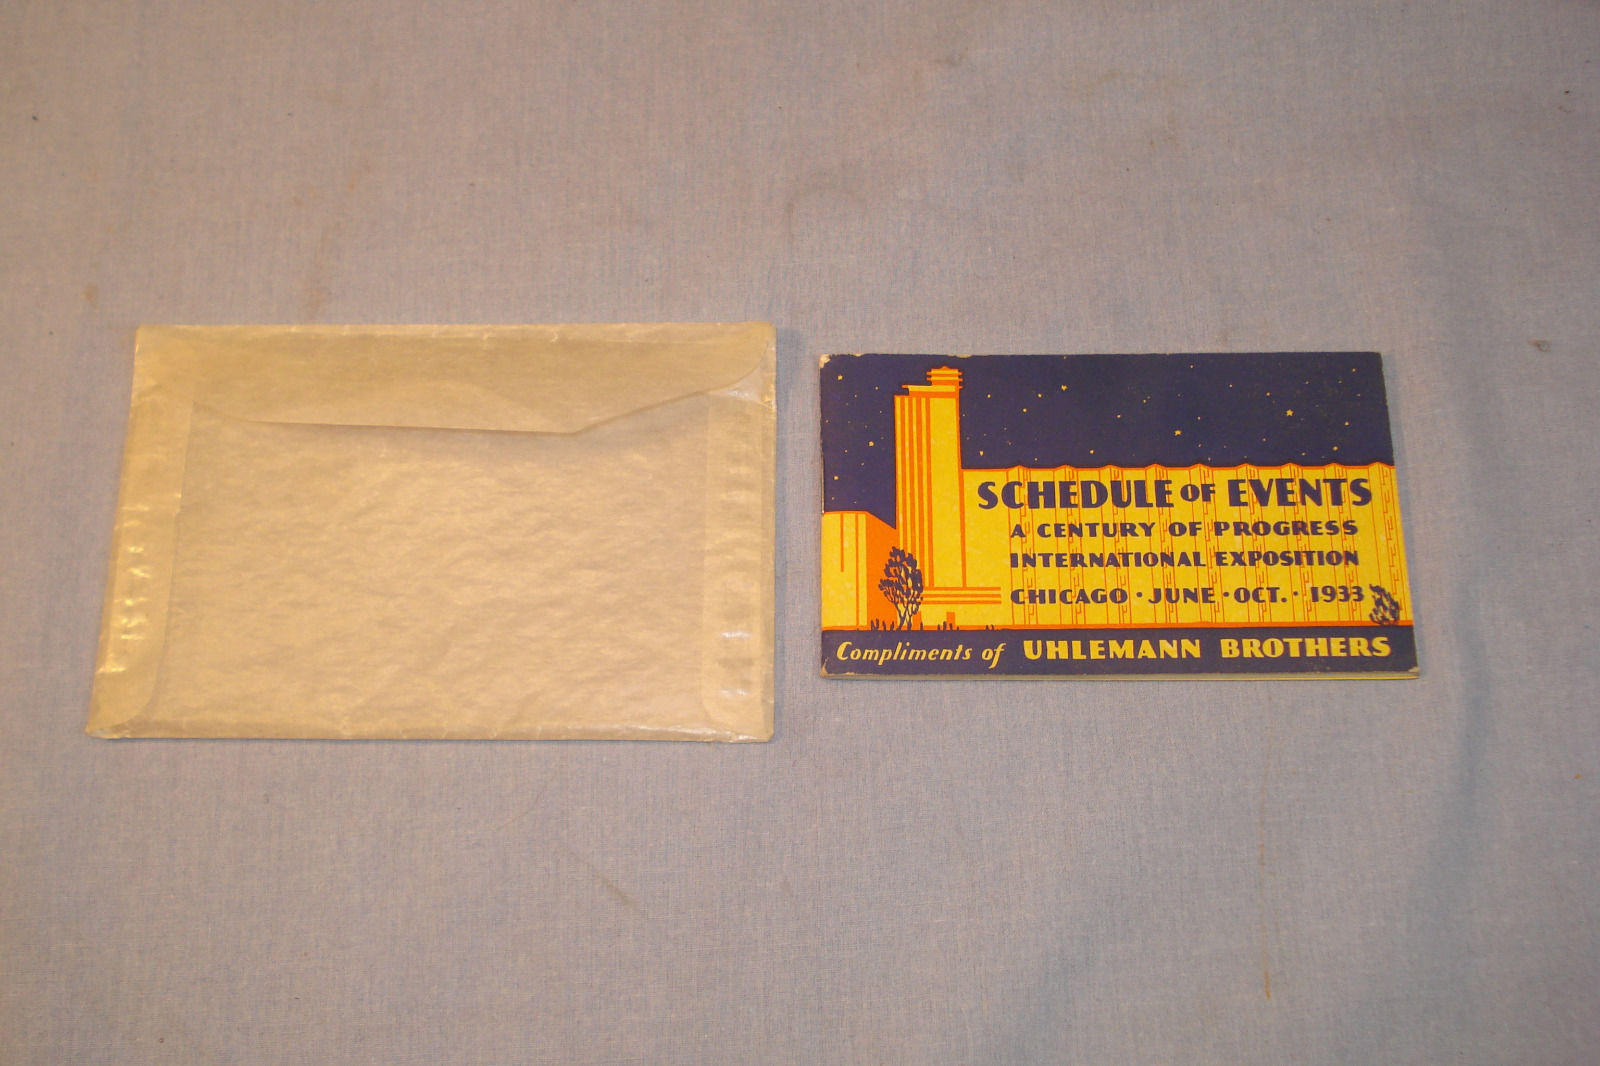 SCHEDULE OF EVENTS
A CENTURY OF PROGRESS
INTERNATIONAL EXPOSITION
CHICAGO · JUNE · OCT. · 1933
Compliments of UHLEMANN BROTHERS